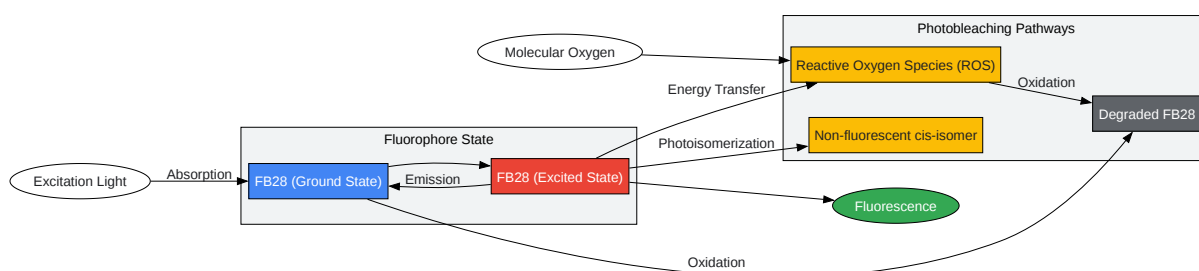 Photobleaching Pathways
Molecular Oxygen
Reactive Oxygen Species (ROS)
Energy Transfer
Oxidation
Degraded FB28
Fluorophore State
Photoisomerization
Non-fluorescent cis-isomer
Excitation Light
Absorption
FB28 (Ground State)
Emission
FB28 (Excited State)
Fluorescence
Oxidation